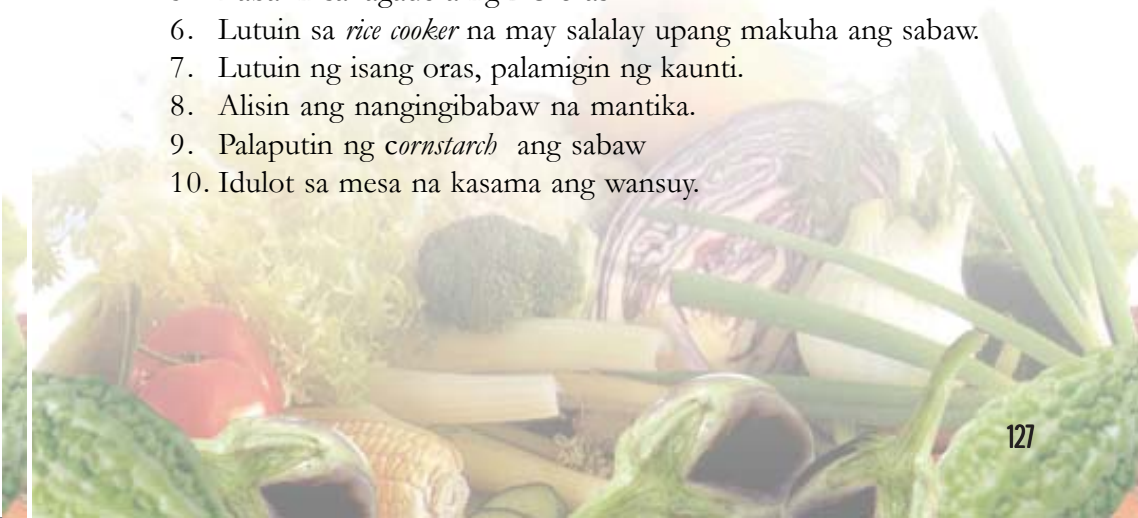 6. Lutuin sa rice cooker na may salalay upang makuha ang sabaw.
7. Lutuin ng isang oras, palamigin ng kaunti.
8. Alisin ang nangingibabaw na mantika.
9. Palaputin ng cornstarch ang sabaw
10. Idulot sa mesa na kasama ang wansuy.
127